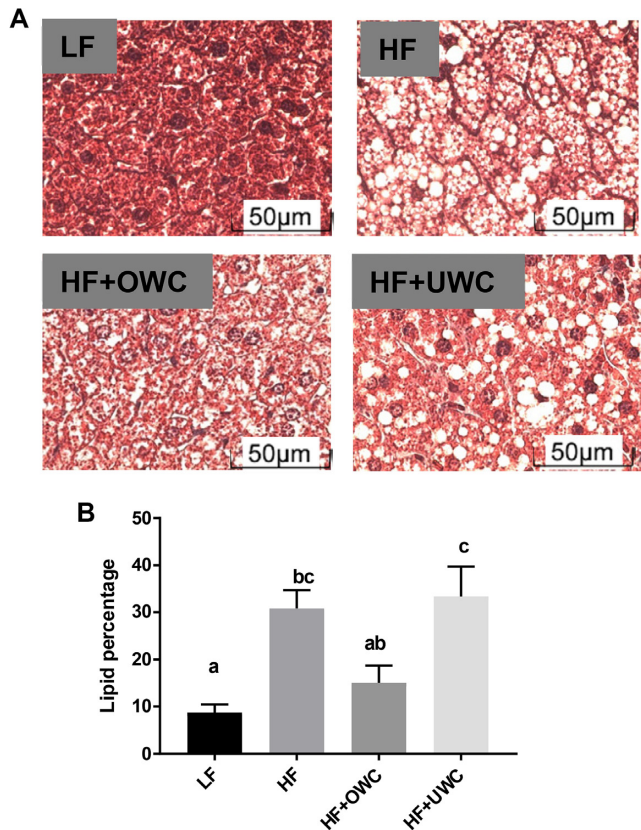 A
LF
HF
50μm
50μm
HF+OWC
HF+UWC
50μm
50μm
B
Lipid percentage
50
40
30
20
10
0
a
bc
ab
c
LF
HF
HF+OWC
HF+UWC